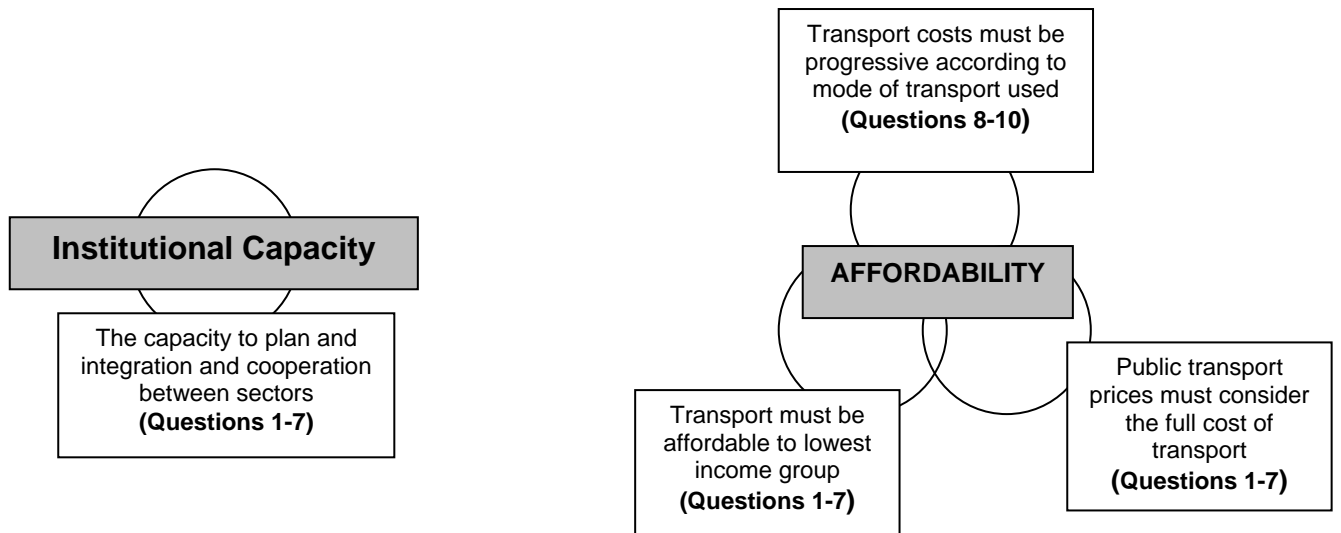 Institutional Capacity
The capacity to plan and
integration and cooperation
between sectors
(Questions 1-7)
Transport costs must be
progressive according to
mode of transport used
(Questions 8-10)
AFFORDABILITY
Transport must be
affordable to lowest
income group
(Questions 1-7)
Public transport
prices must consider
the full cost of
transport
(Questions 1-7)